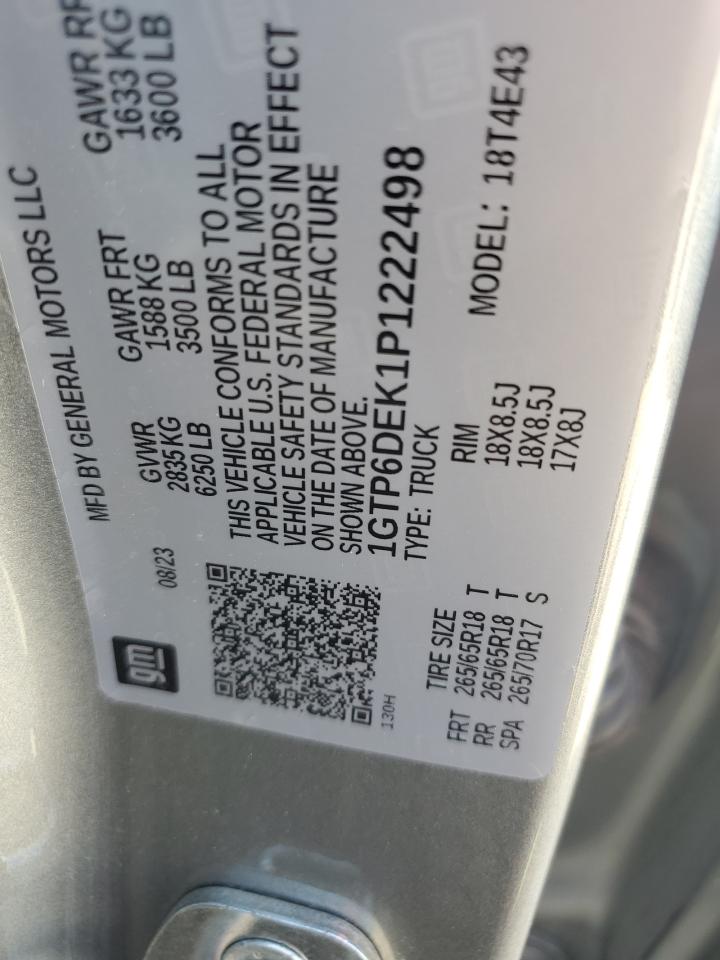 MFD BY GENERAL MOTORS LLC
gm
08/23
GVWR
2835 KG
6250 LB
GAWR FRT
1588 KG
3500 LB
GAWR RR
1633 KG
3600 LB
THIS VEHICLE CONFORMS TO ALL
APPLICABLE U.S. FEDERAL MOTOR
VEHICLE SAFETY STANDARDS IN EFFECT
ON THE DATE OF MANUFACTURE
SHOWN ABOVE.
1GTP6DEK1P1222498
TYPE: TRUCK
MODEL: 18T4E43
130H
TIRE SIZE RIM
FRT 265/65R18 T 18X8.5J
RR 265/65R18 T 18X8.5J
SPA 265/70R17 S 17X8J